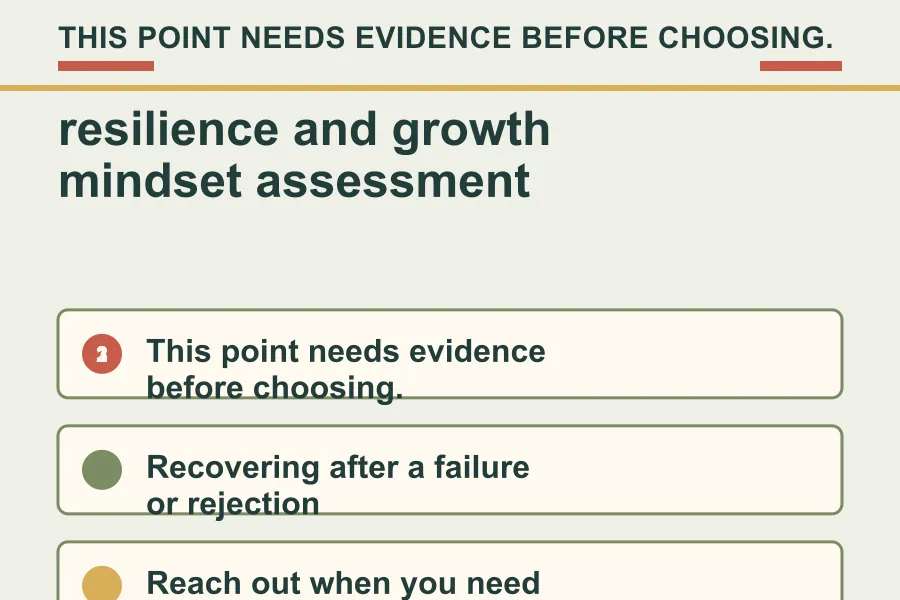 THIS POINT NEEDS EVIDENCE BEFORE CHOOSING.
resilience and growth
mindset assessment
This point needs evidence
before choosing.
Recovering after a failure
or rejection
Reach out when you need